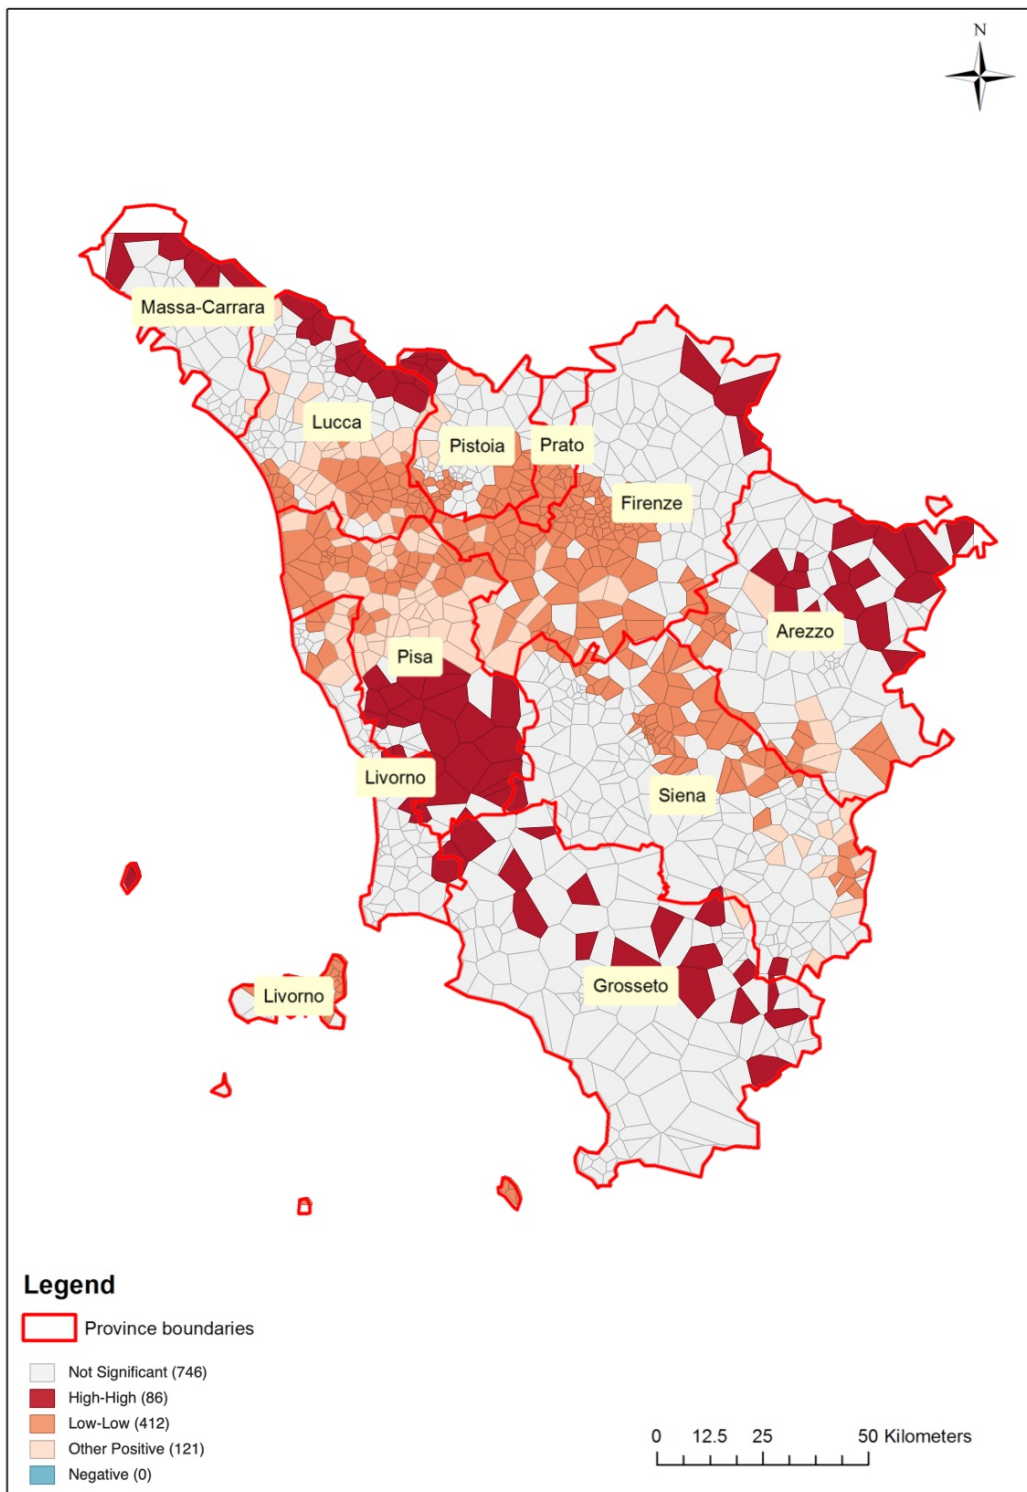 N
Massa-Carrara
Lucca
Pistoia
Prato
Firenze
Arezzo
Pisa
Livorno
Siena
Grosseto
Livorno
Legend
Province boundaries
Not Significant (746)
High-High (86)
Low-Low (412)
Other Positive (121)
Negative (0)
0 12.5 25 50 Kilometers